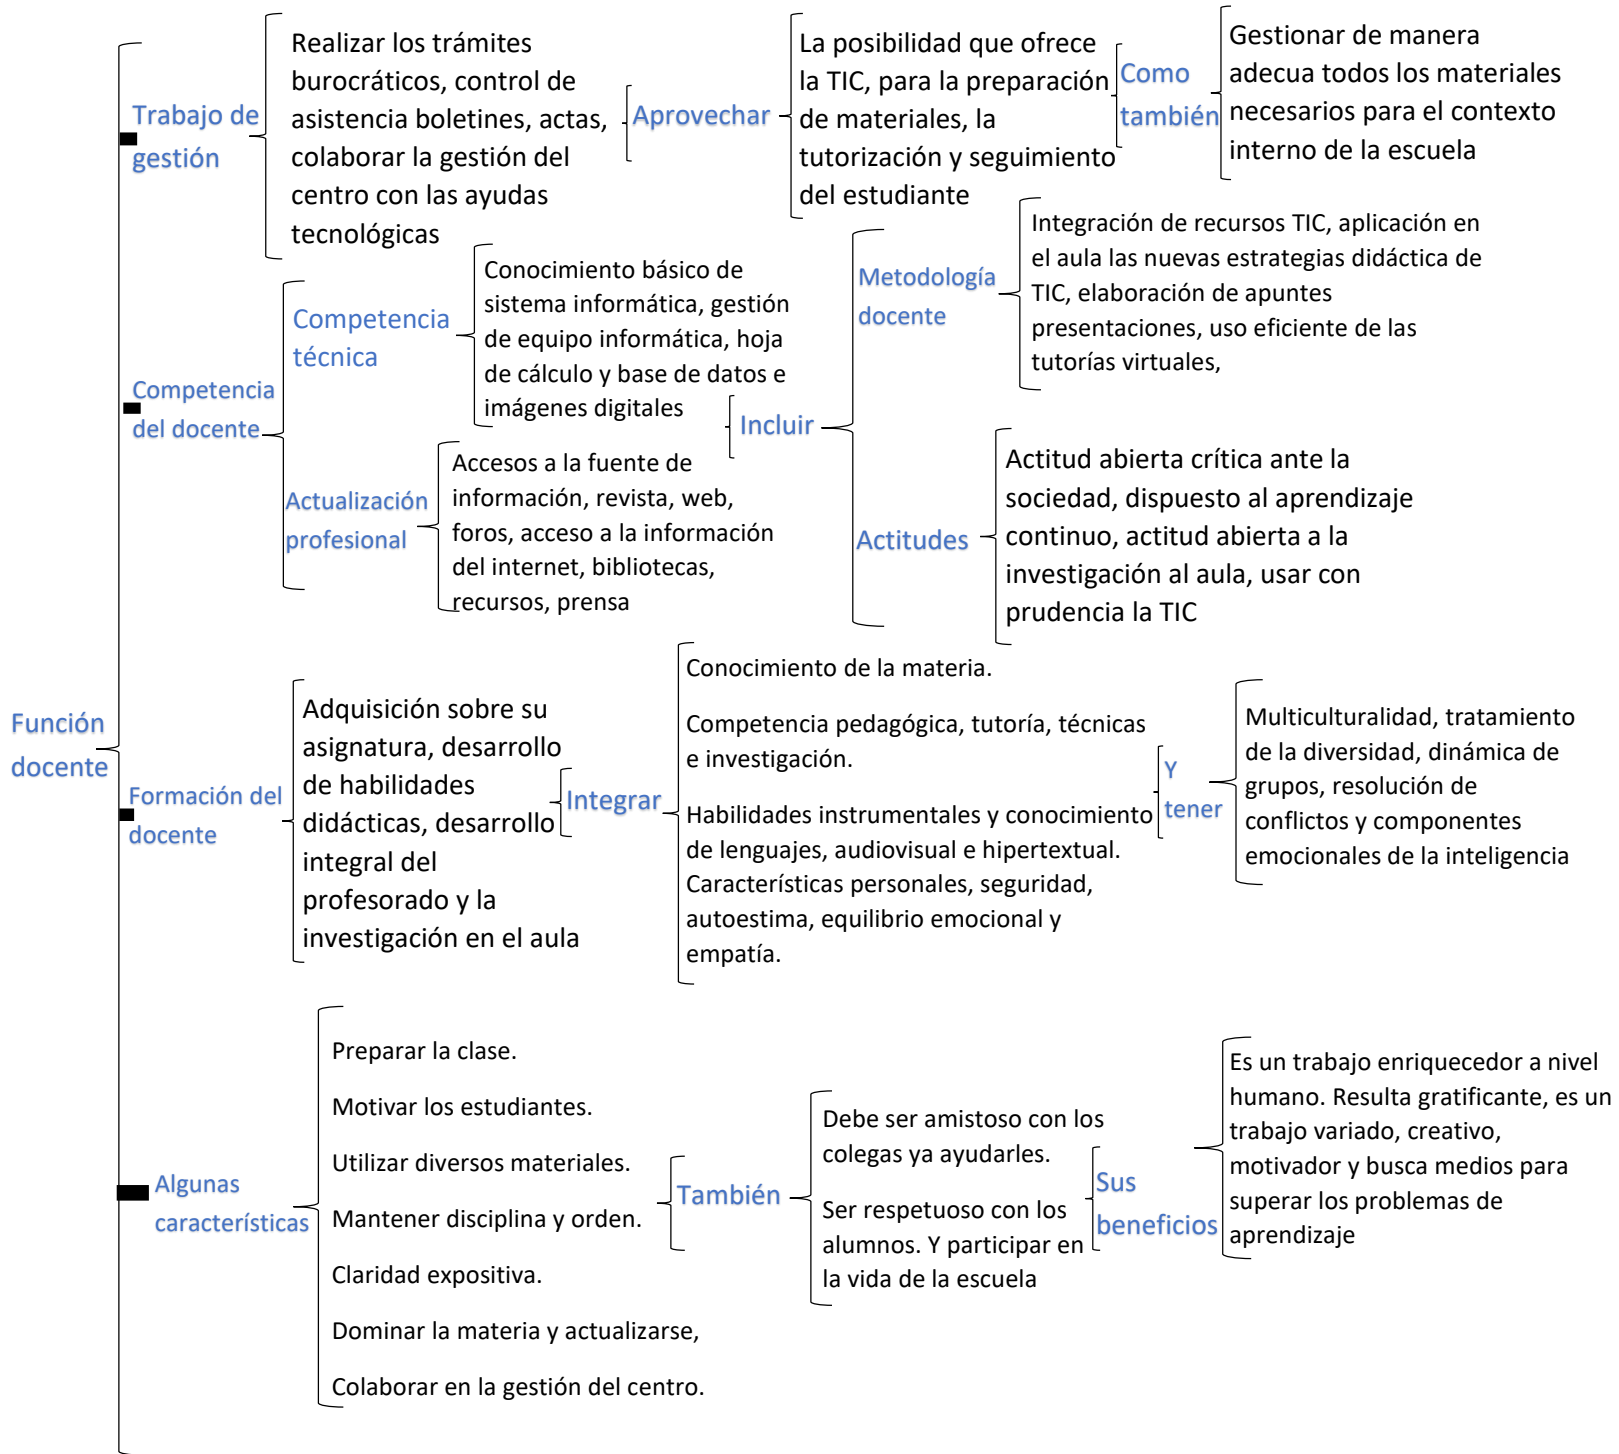 Función
docente
Trabajo de
gestión
Realizar los trámites
burocráticos, control de
asistencia boletines, actas,
colaborar la gestión del
centro con las ayudas
tecnológicas
Aprovechar
La posibilidad que ofrece
la TIC, para la preparación
de materiales, la
tutorización y seguimiento
del estudiante
Como
también
Gestionar de manera
adecua todos los materiales
necesarios para el contexto
interno de la escuela
Competencia
del docente
Competencia
técnica
Conocimiento básico de
sistema informática, gestión
de equipo informática, hoja
de cálculo y base de datos e
imágenes digitales
Actualización
profesional
Accesos a la fuente de
información, revista, web,
foros, acceso a la información
del internet, bibliotecas,
recursos, prensa
Incluir
Metodología
docente
Integración de recursos TIC, aplicación en
el aula las nuevas estrategias didáctica de
TIC, elaboración de apuntes
presentaciones, uso eficiente de las
tutorías virtuales,
Actitudes
Actitud abierta crítica ante la
sociedad, dispuesto al aprendizaje
continuo, actitud abierta a la
investigación al aula, usar con
prudencia la TIC
Formación del
docente
Adquisición sobre su
asignatura, desarrollo
de habilidades
didácticas, desarrollo
integral del
profesorado y la
investigación en el aula
Integrar
Conocimiento de la materia.
Competencia pedagógica, tutoría, técnicas
e investigación.
Habilidades instrumentales y conocimiento
de lenguajes, audiovisual e hipertextual.
Características personales, seguridad,
autoestima, equilibrio emocional y
empatía.
Y
tener
Multiculturalidad, tratamiento
de la diversidad, dinámica de
grupos, resolución de
conflictos y componentes
emocionales de la inteligencia
Algunas
características
Preparar la clase.
Motivar los estudiantes.
Utilizar diversos materiales.
Mantener disciplina y orden.
Claridad expositiva.
Dominar la materia y actualizarse,
Colaborar en la gestión del centro.
También
Debe ser amistoso con los
colegas ya ayudarles.
Ser respetuoso con los
alumnos. Y participar en
la vida de la escuela
Sus
beneficios
Es un trabajo enriquecedor a nivel
humano. Resulta gratificante, es un
trabajo variado, creativo,
motivador y busca medios para
superar los problemas de
aprendizaje